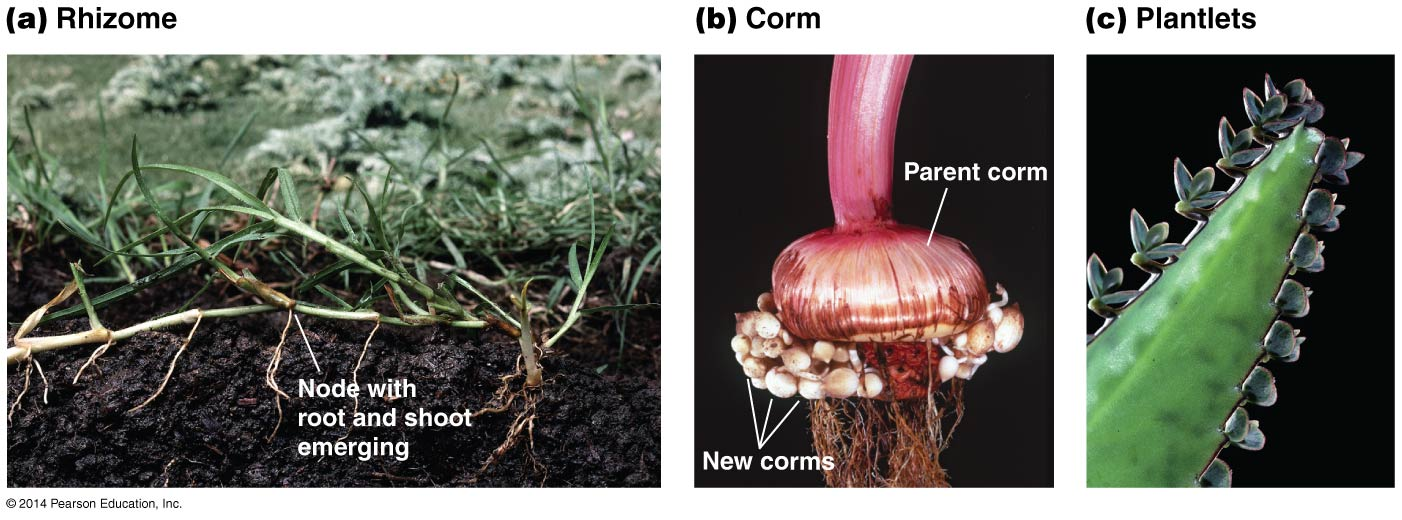 (a) Rhizome
Node with
root and shoot
emerging
(b) Corm
Parent corm
New corms
(c) Plantlets
© 2014 Pearson Education, Inc.